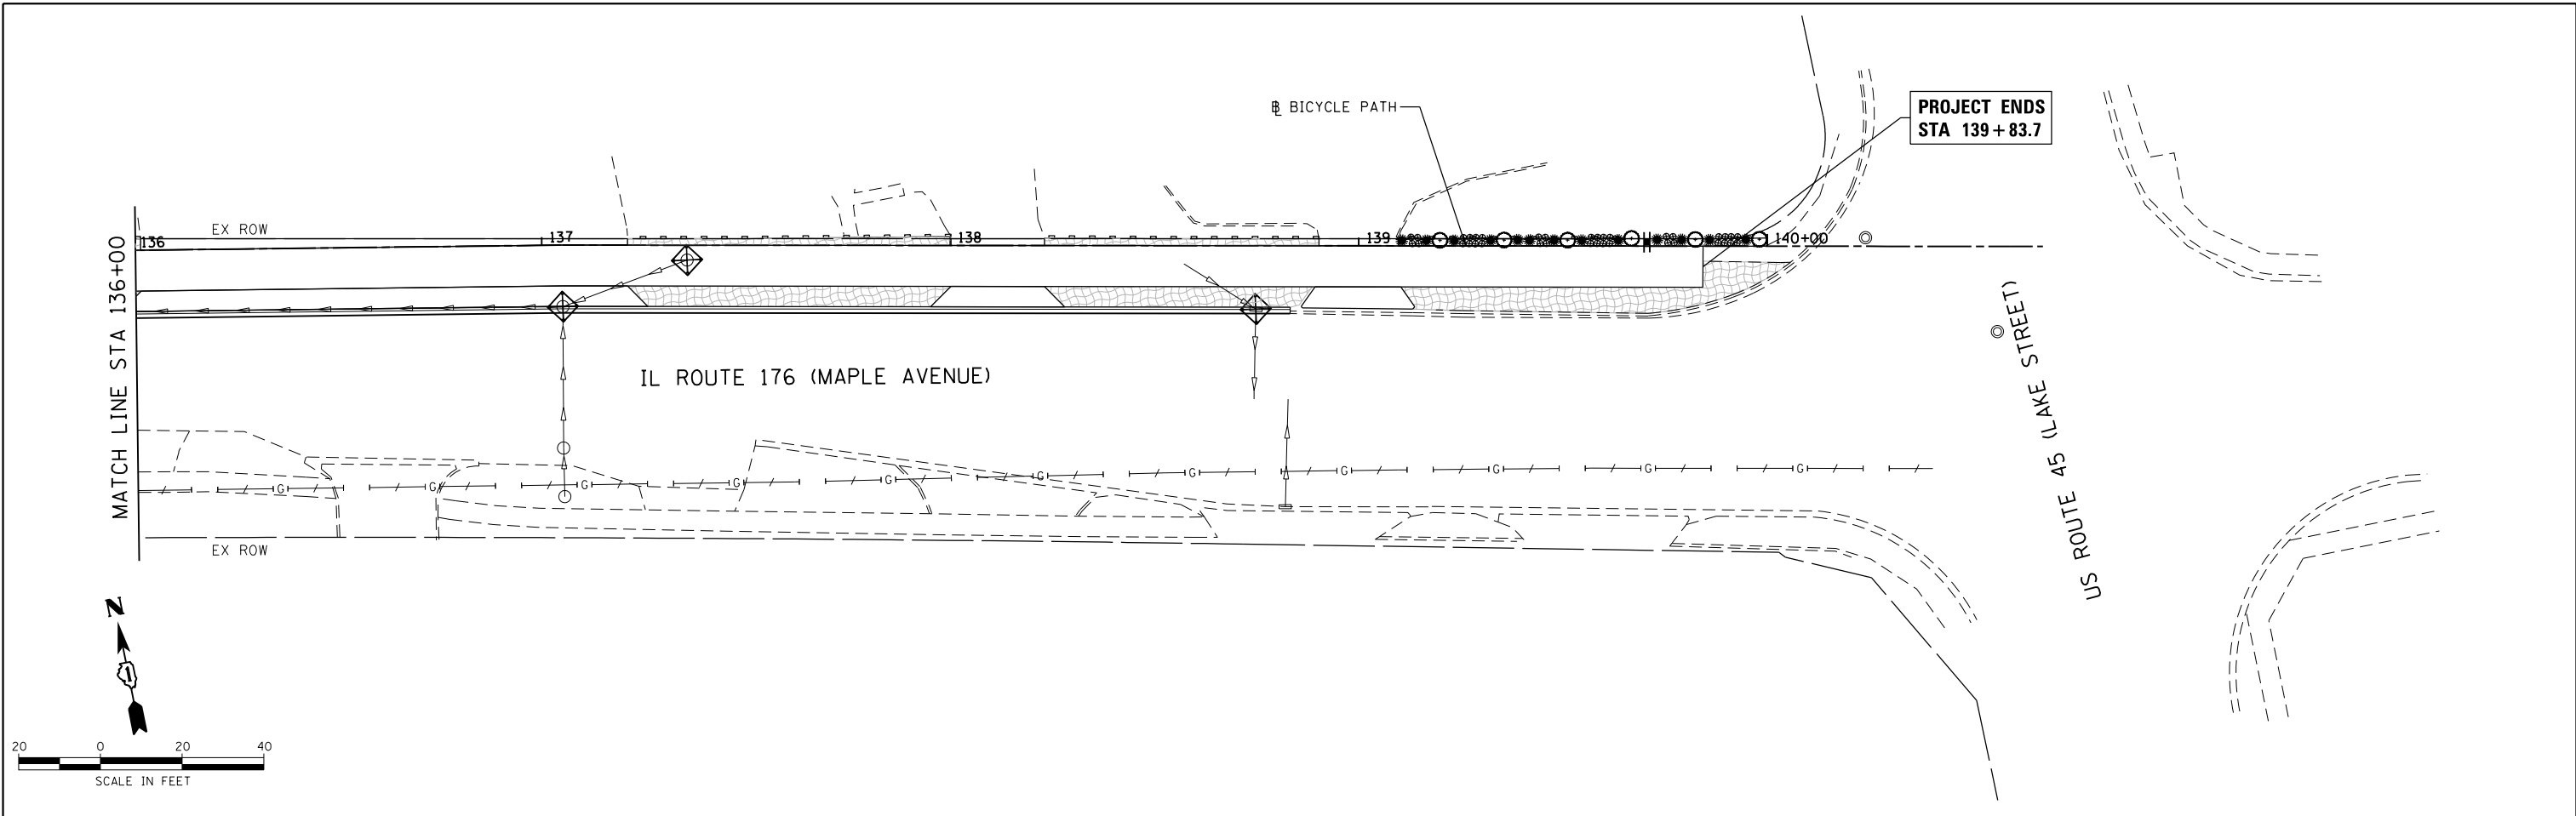 ℄ BICYCLE PATH
PROJECT ENDS
STA 139+83.7
EX ROW
136
137
138
139
140+00
MATCH LINE STA 136+00
IL ROUTE 176 (MAPLE AVENUE)
US ROUTE 45 (LAKE STREET)
G G G G G G G G G G G
EX ROW
N
1
20 0 20 40
SCALE IN FEET